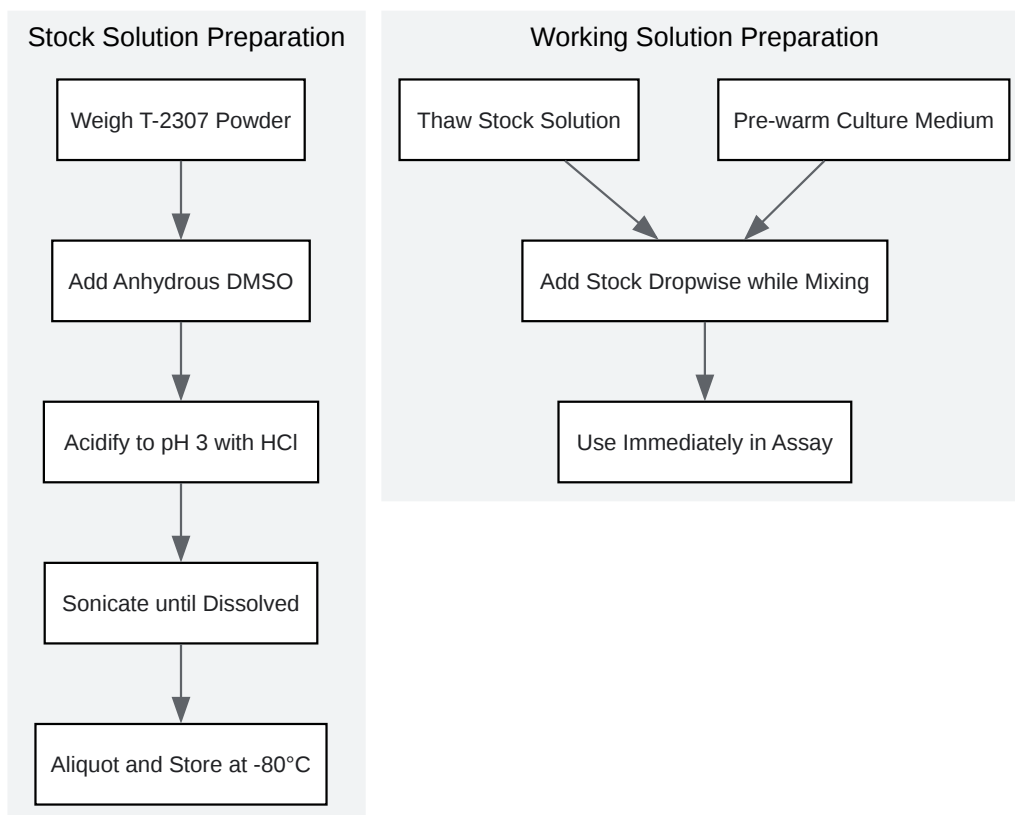 Stock Solution Preparation
Weigh T-2307 Powder
Add Anhydrous DMSO
Acidify to pH 3 with HCl
Sonicate until Dissolved
Aliquot and Store at -80°C
Working Solution Preparation
Thaw Stock Solution
Pre-warm Culture Medium
Add Stock Dropwise while Mixing
Use Immediately in Assay